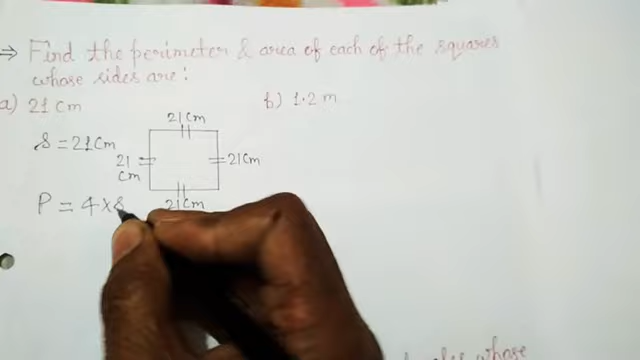 ⇒ Find the perimeter & area of each of the squares
whose sides are:
a) 21 cm
b) 1.2 m
21 cm
S = 21 cm
21 cm
21 cm
P = 4 × s
21 cm
whose